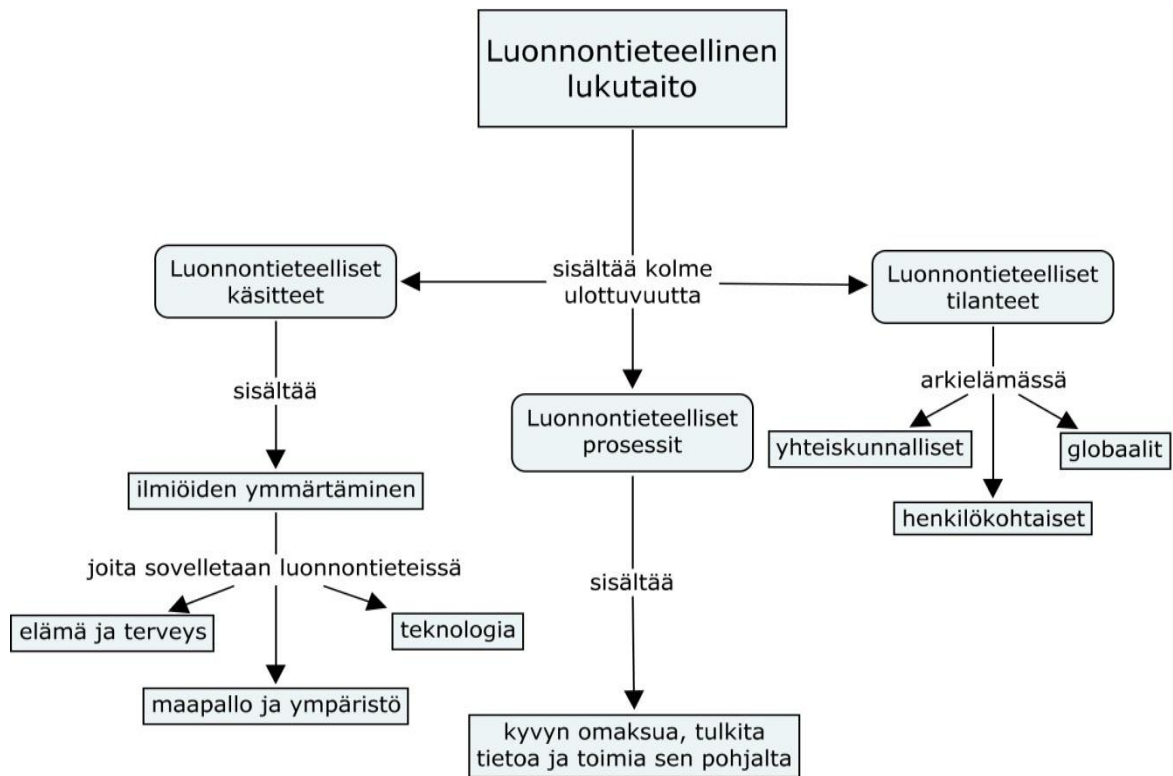 Luonnontieteellinen
lukutaito
sisältää kolme
ulottuvuutta
Luonnontieteelliset
käsitteet
sisältää
ilmiöiden ymmärtäminen
joita sovelletaan luonnontieteissä
elämä ja terveys
teknologia
maapallo ja ympäristö
Luonnontieteelliset
prosessit
sisältää
kyvyn omaksua, tulkita
tietoa ja toimia sen pohjalta
Luonnontieteelliset
tilanteet
arkielämässä
yhteiskunnalliset
globaalit
henkilökohtaiset